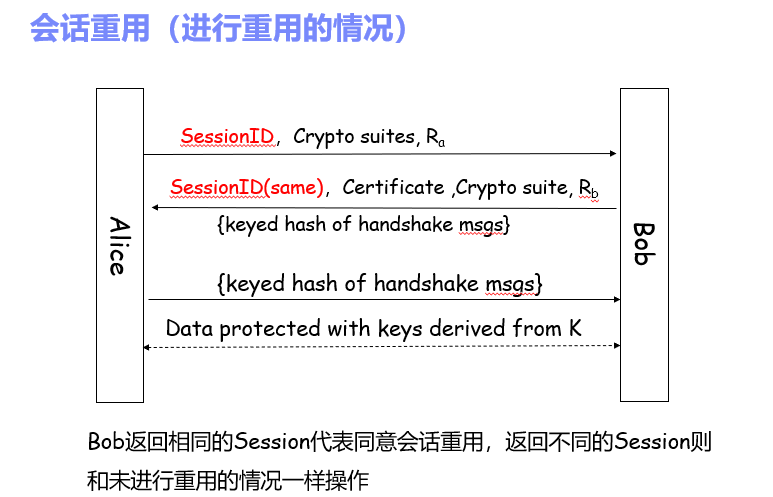 会话重用（进行重用的情况）
SessionID，Crypto suites, Ra
SessionID(same)，Certificate ,Crypto suite, Rb
{keyed hash of handshake msgs}
Alice
Bob
{keyed hash of handshake msgs}
Data protected with keys derived from K
Bob返回相同的Session代表同意会话重用，返回不同的Session则
和未进行重用的情况一样操作